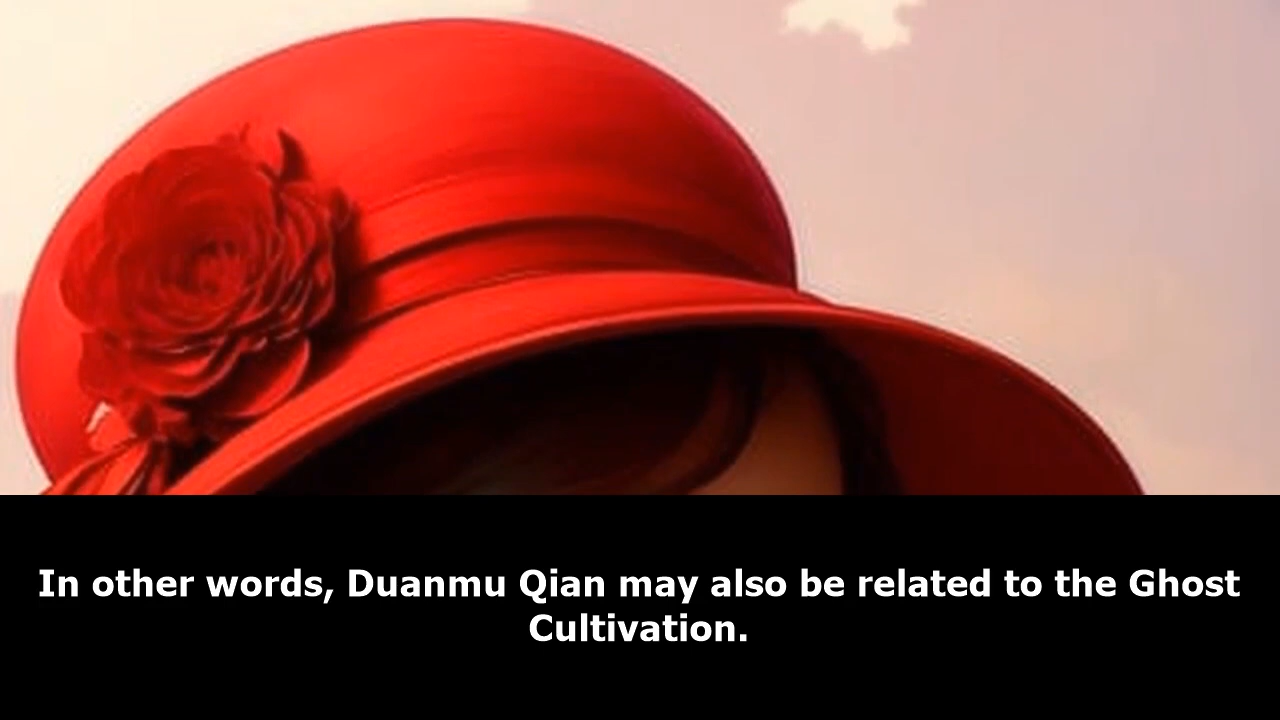 In other words, Duanmu Qian may also be related to the Ghost
Cultivation.